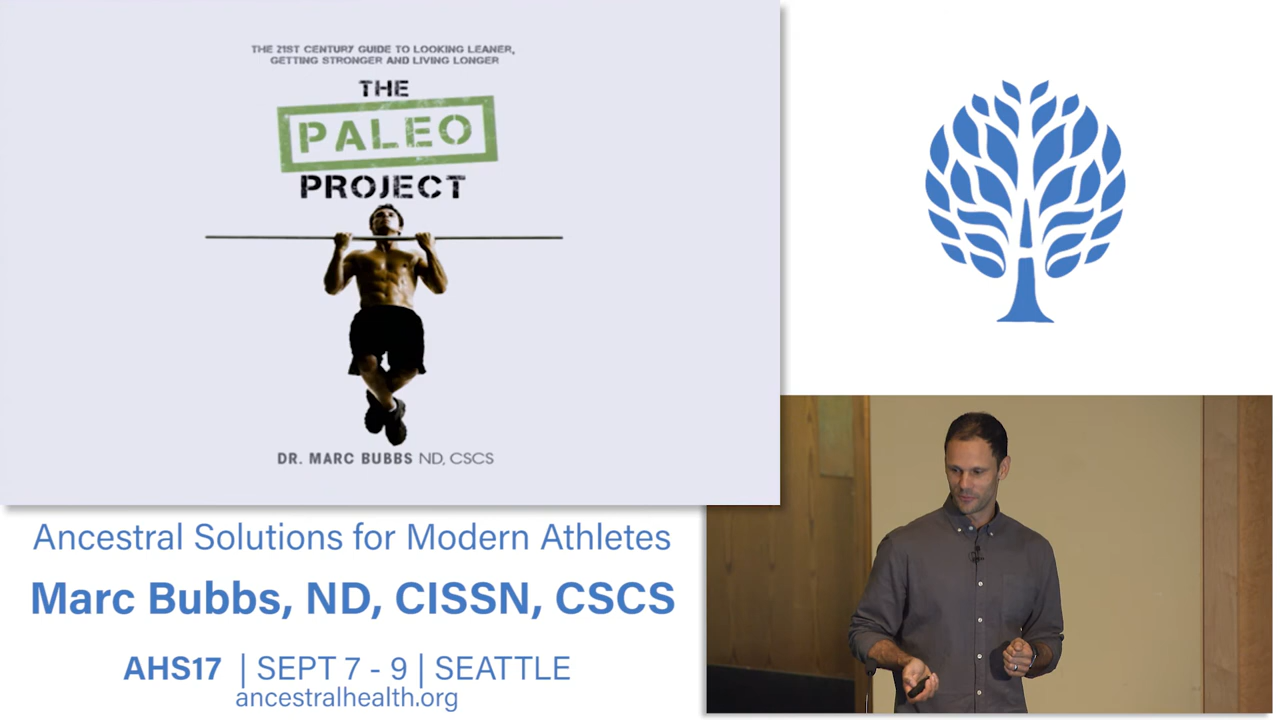 THE 21ST CENTURY GUIDE TO LOOKING LEANER,
GETTING STRONGER AND LIVING LONGER
THE
PALEO
PROJECT
DR. MARC BUBBS ND, CSCS
Ancestral Solutions for Modern Athletes
Marc Bubbs, ND, CISSN, CSCS
AHS17 | SEPT 7 - 9 | SEATTLE
ancestralhealth.org